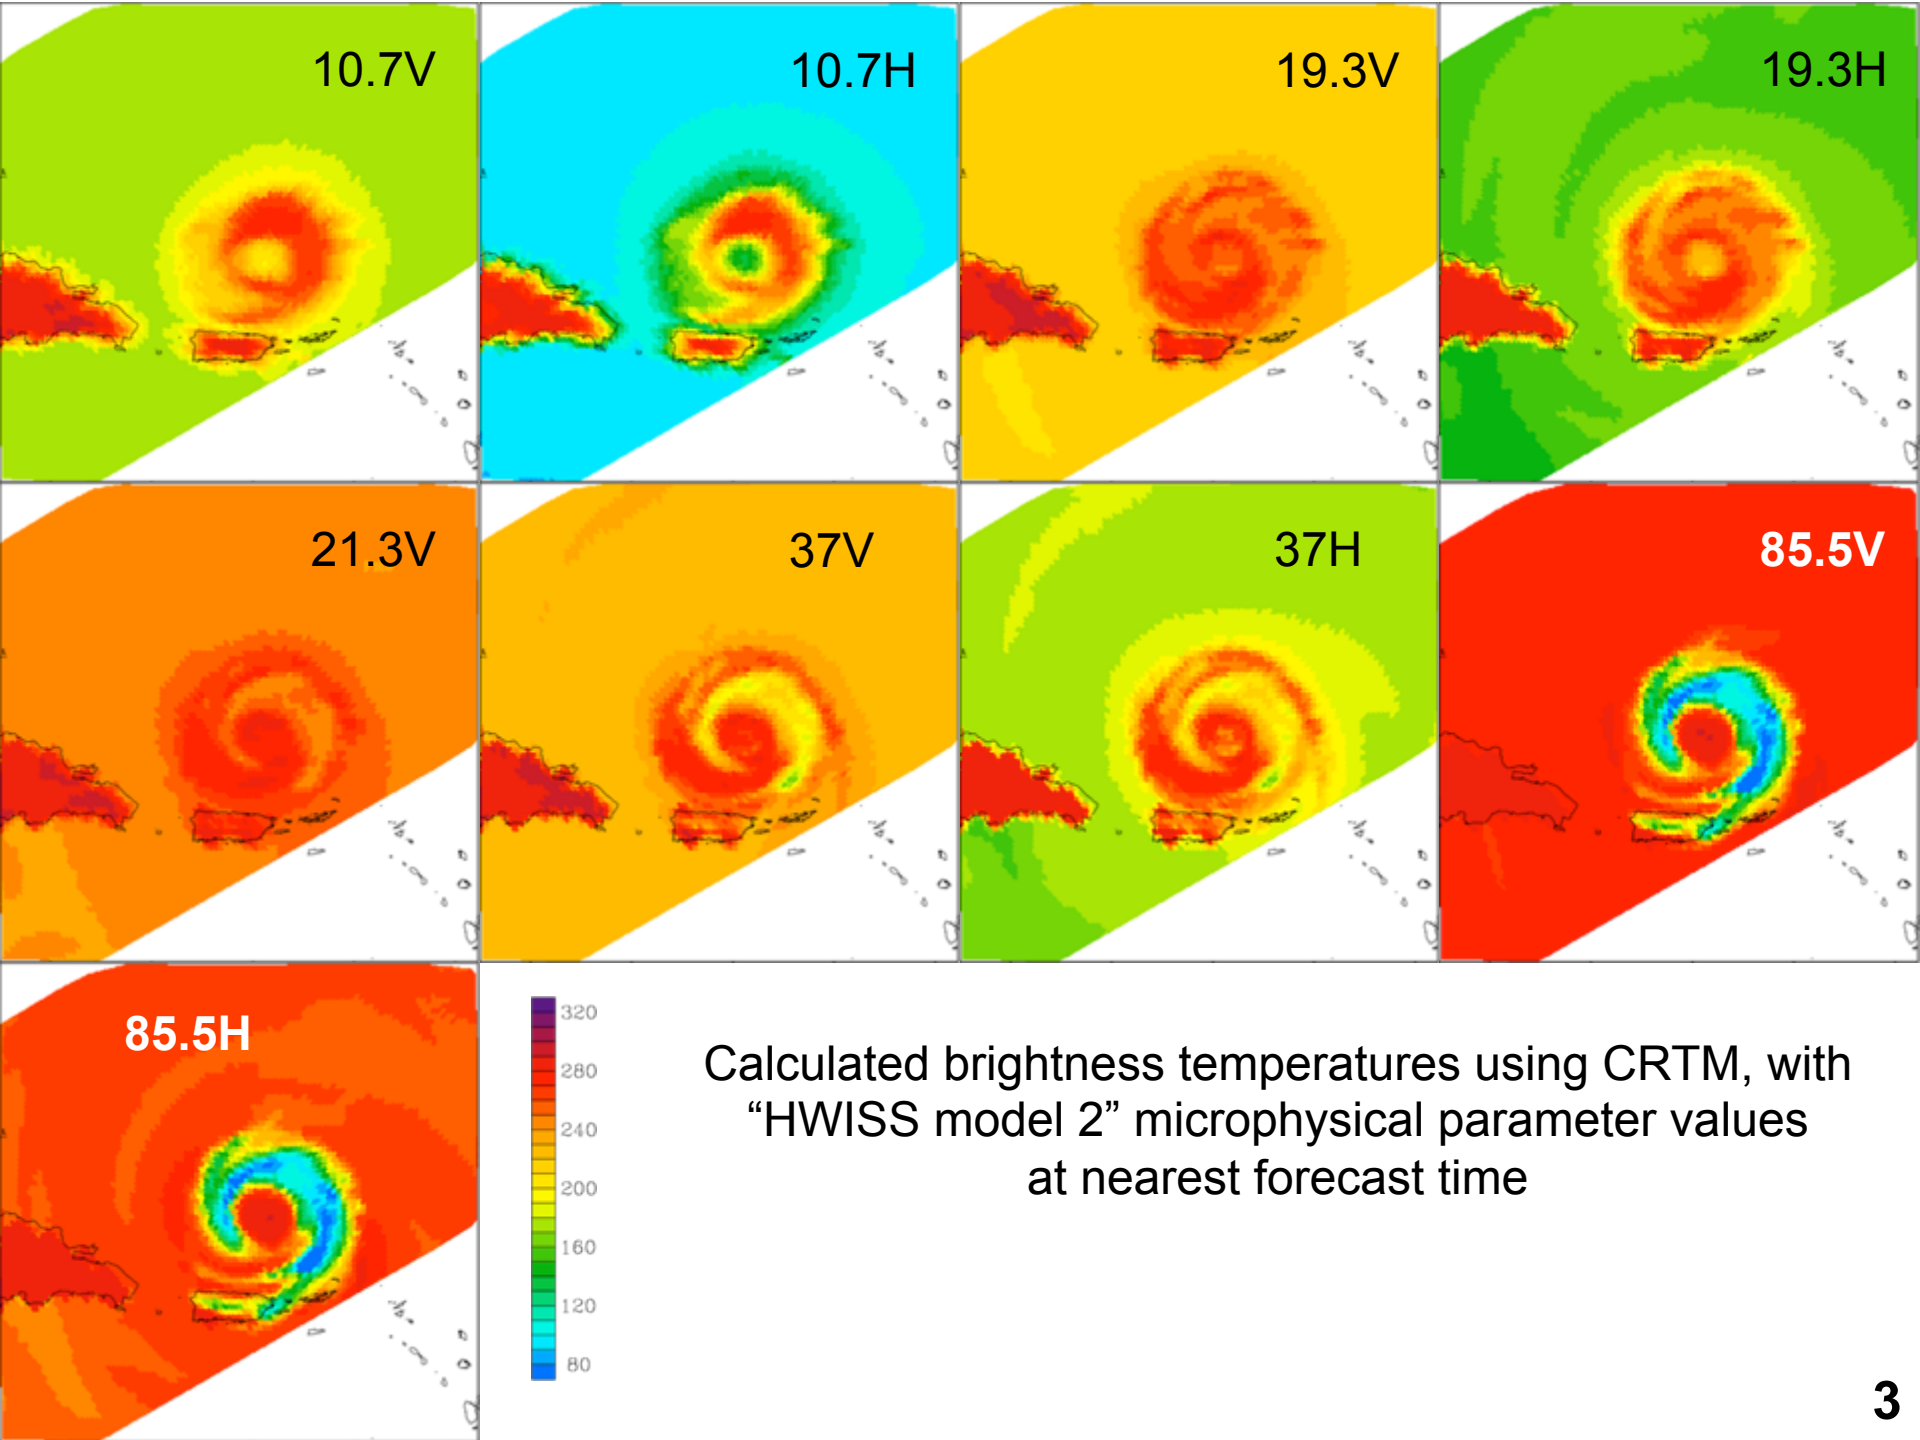 10.7V
10.7H
19.3V
19.3H
21.3V
37V
37H
85.5V
85.5H
320
280
240
200
160
120
80
Calculated brightness temperatures using CRTM, with
“HWISS model 2” microphysical parameter values
at nearest forecast time
3